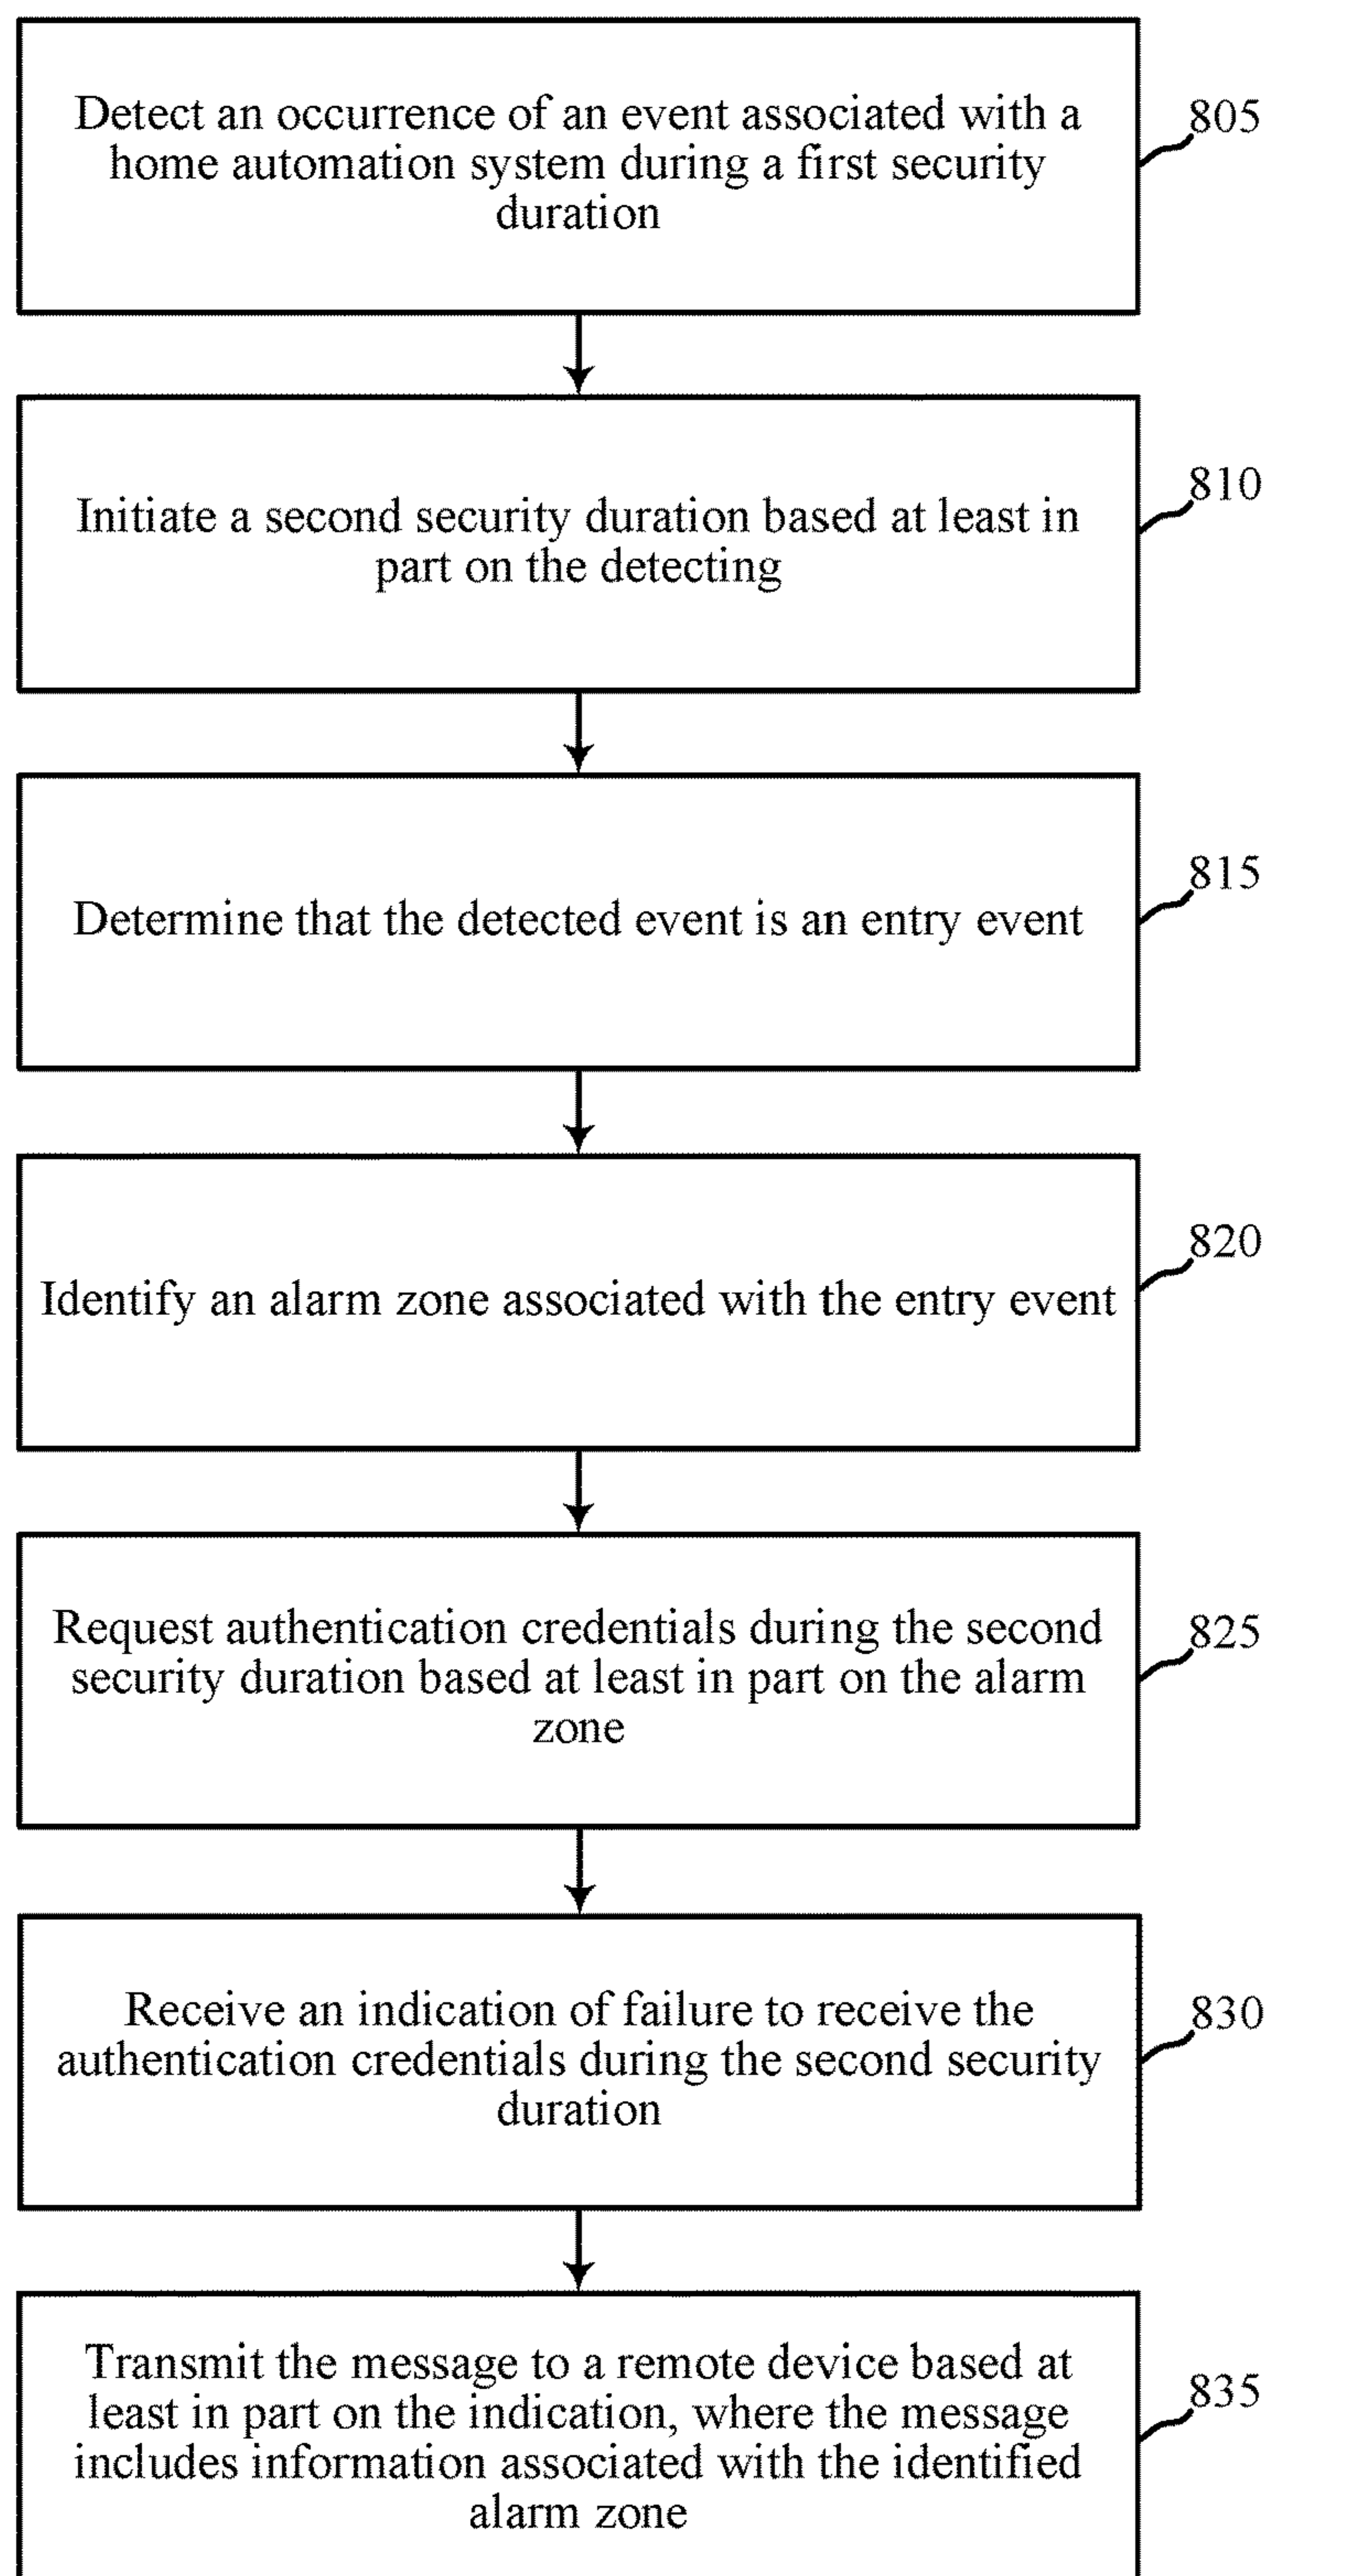 Detect an occurrence of an event associated with a
home automation system during a first security
duration
805
Initiate a second security duration based at least in
part on the detecting
810
Determine that the detected event is an entry event
815
Identify an alarm zone associated with the entry event
820
Request authentication credentials during the second
security duration based at least in part on the alarm
zone
825
Receive an indication of failure to receive the
authentication credentials during the second security
duration
830
Transmit the message to a remote device based at
least in part on the indication, where the message
includes information associated with the identified
alarm zone
835